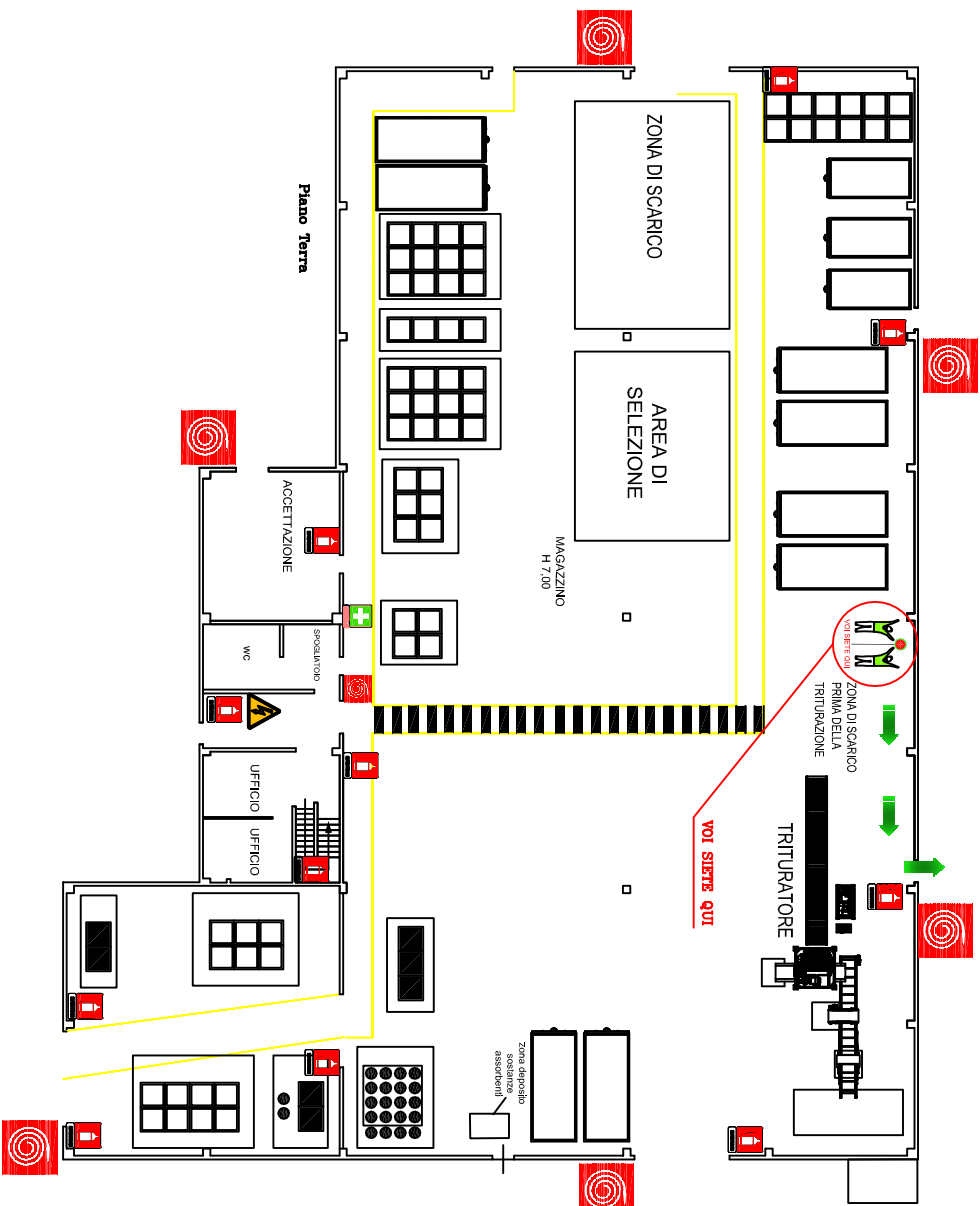 ZONA DI SCARICO
Piano Terra
AREA DI
SELEZIONE
ACCETTAZIONE
MAGAZZINO
H 7,00
SPOGLIATOIO
WC
VOI SIETE QUI
ZONA DI SCARICO
PRIMA DELLA
TRITURAZIONE
UFFICIO
UFFICIO
VOI SIETE QUI
TRITURATORE
zona deposito
sostanze
assorbenti